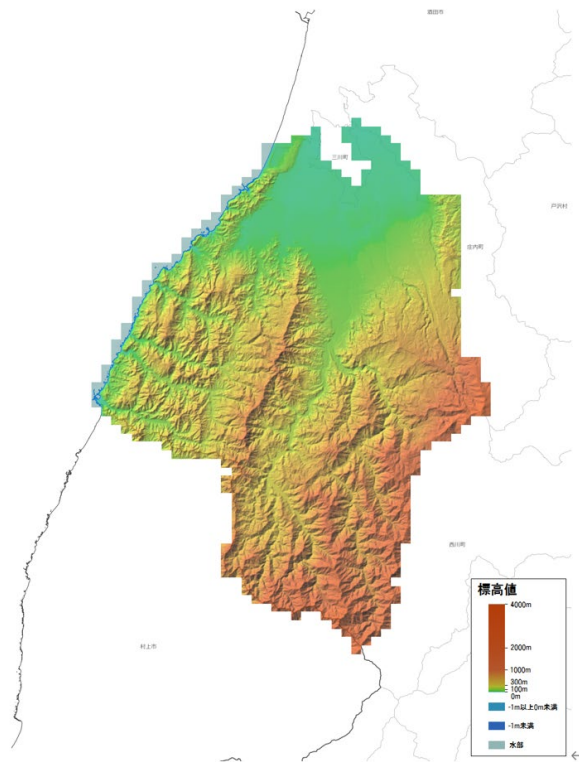 酒田市
三川町
戸沢村
庄内町
西川町
村上市
標高値
4000m
2000m
1000m
300m
100m
0m
-1m以上0m未満
-1m未満
水部